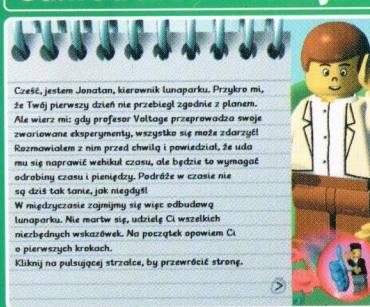 Cześć, jestem Jonatan, kierownik lunaparku. Przykro mi,
że Twój pierwszy dzień nie przebiegł zgodnie z planem.
Ale wierz mi: gdy profesor Voltage przeprowadza swoje
zwariowane eksperymenty, wszystko się może zdarzyć!
Rozmawiałem z nim przed chwilą i powiedział, że uda
mu się naprawić wehikuł czasu, ale będzie to wymagać
odrobiny czasu i pieniędzy. Podróże w czasie nie
są dziś tak tanie, jak niegdyś!
W międzyczasie zajmijmy się więc odbudową
lunaparku. Nie martw się, udzielę Ci wszelkich
niezbędnych wskazówek. Na początek opowiem Ci
o pierwszych krokach.
Kliknij na pulsującej strzałce, by przewrócić stronę.